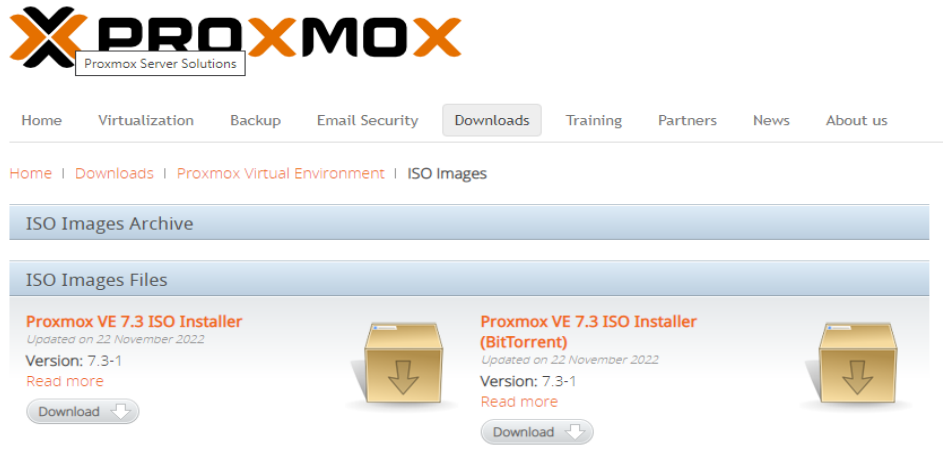 PROXMOX
Proxmox Server Solutions
Home Virtualization Backup Email Security Downloads Training Partners News About us
Home | Downloads | Proxmox Virtual Environment | ISO Images
ISO Images Archive
ISO Images Files
Proxmox VE 7.3 ISO Installer
Updated on 22 November 2022
Version: 7.3-1
Read more
Download
Proxmox VE 7.3 ISO Installer
(BitTorrent)
Updated on 22 November 2022
Version: 7.3-1
Read more
Download